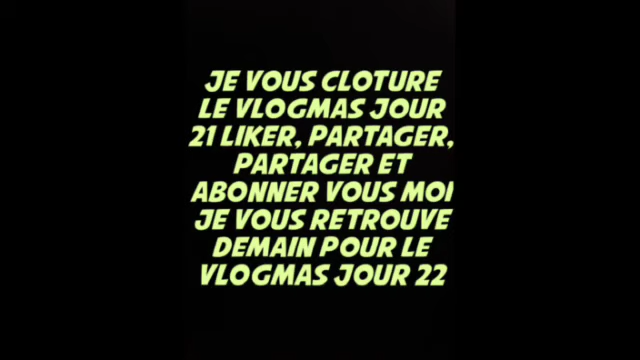 JE VOUS CLOTURE
LE VLOGMAS JOUR
21 LIKER, PARTAGER,
PARTAGER ET
ABONNER VOUS MOI
JE VOUS RETROUVE
DEMAIN POUR LE
VLOGMAS JOUR 22